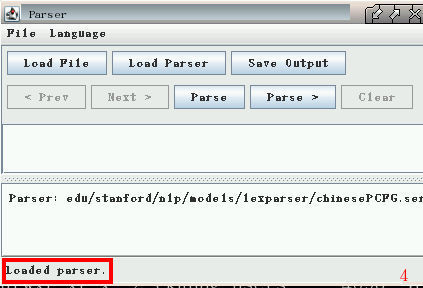 Parser
File Language
Load File Load Parser Save Output
< Prev Next > Parse Parse > Clear
Parser: edu/stanford/nlp/models/lexparser/chinesePCFG.ser
Loaded parser.
4